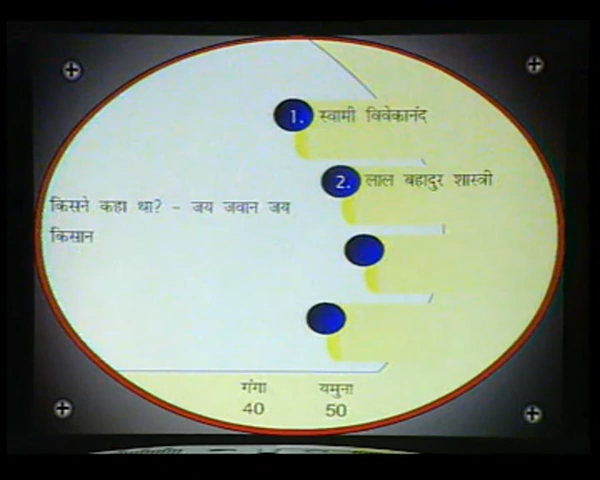 1. स्वामी विवेकानंद
2. लाल बहादुर शास्त्री
किसने कहा था? - जय जवान जय
किसान
गंगा यमुना
40 50